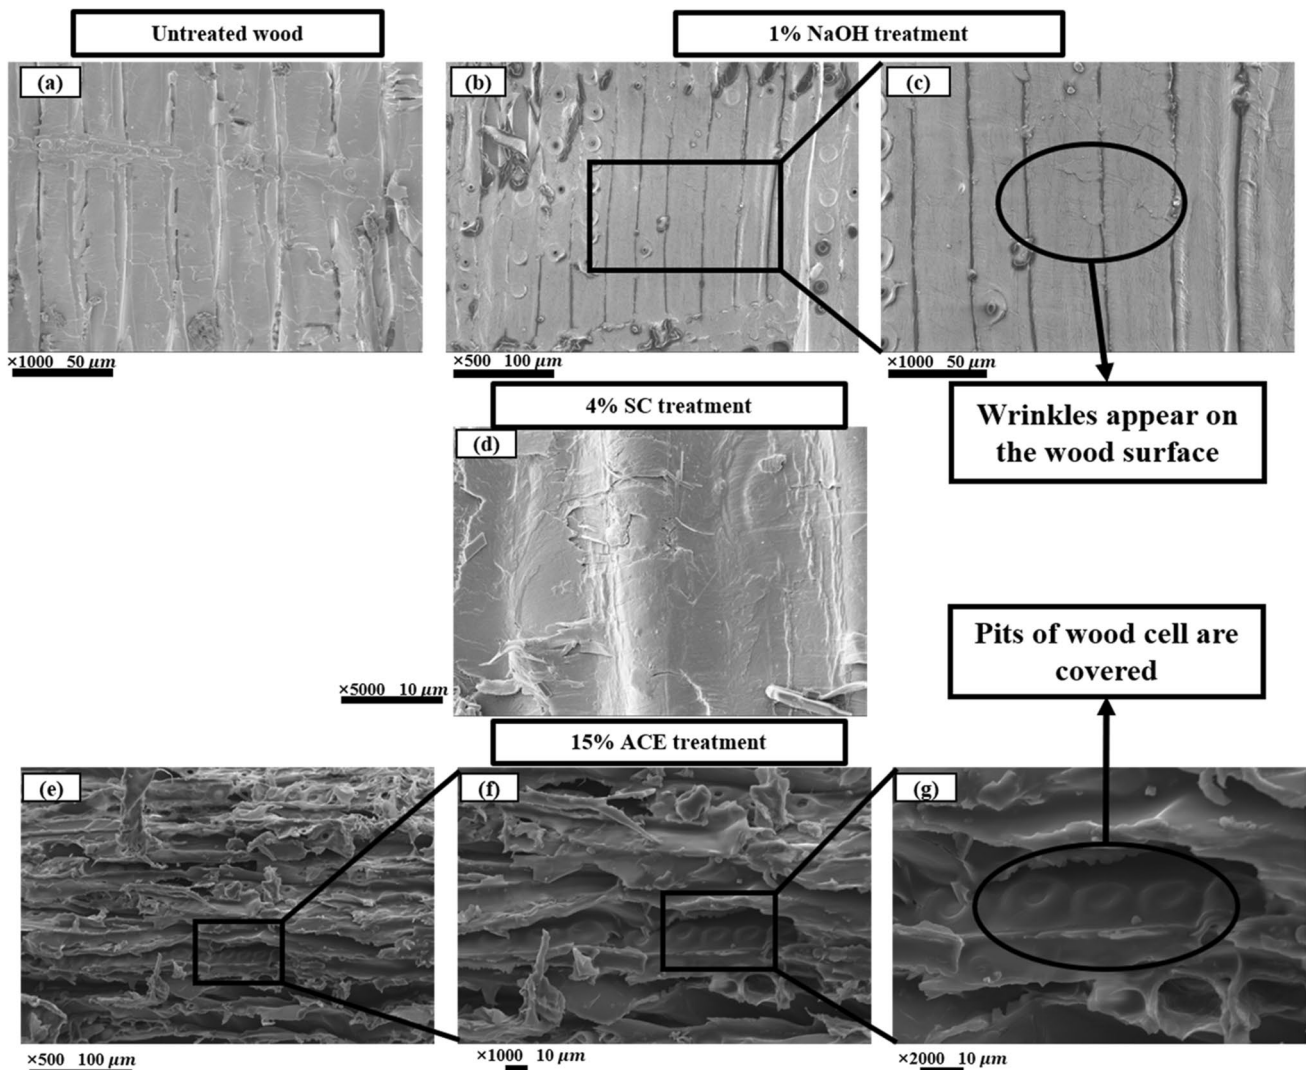 Untreated wood
1% NaOH treatment
(a)
(b)
(c)
×1000 50 μm
×500 100 μm
×1000 50 μm
4% SC treatment
Wrinkles appear on
the wood surface
(d)
×5000 10 μm
Pits of wood cell are
covered
15% ACE treatment
(e)
(f)
(g)
×500 100 μm
×1000 10 μm
×2000 10 μm